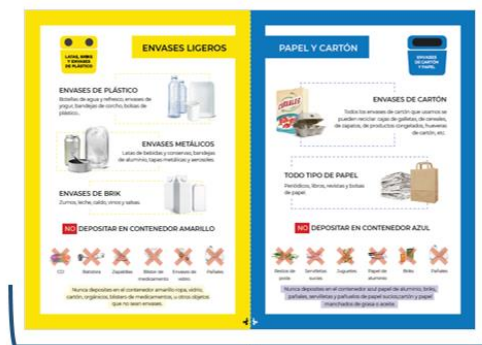 LATAS, BRIKS
Y ENVASES
DE PLÁSTICO
ENVASES LIGEROS
ENVASES DE PLÁSTICO
Botellas de agua y refresco, envases de
yogur, bandejas de corcho, bolsas de
plástico..
ENVASES METÁLICOS
Latas de bebidas y conservas, bandejas
de aluminio, tapas metálicas y aerosoles.
ENVASES DE BRIK
Zumos, leche, caldo, vinos y salsas.
NO DEPOSITAR EN CONTENEDOR AMARILLO
CD
Baterías
Zapatillas
Blíster de
medicamento
Envases de
vidrio
Pañales
Nunca deposites en el contenedor amarillo ropa, vidrio,
cartón, orgánicos, blísters de medicamentos, u otros objetos
que no sean envases.
PAPEL Y CARTÓN
ENVASES
DE CARTÓN
Y PAPEL
CEREALES
ENVASES DE CARTÓN
Todos los envases de cartón que usamos se
pueden reciclar: cajas de galletas, de cereales,
de zapatos, de productos congelados, hueveras
de cartón, etc.
TODO TIPO DE PAPEL
Periódicos, libros, revistas y bolsas
de papel.
NO DEPOSITAR EN CONTENEDOR AZUL
Restos de
poda
Servilletas
sucias
Juguetes
Papel de
aluminio
Briks
Pañales
Nunca deposites en el contenedor azul papel de aluminio, briks,
pañales, servilletas y pañuelos de papel sucios,cartón y papel
manchados de grasa o aceite.